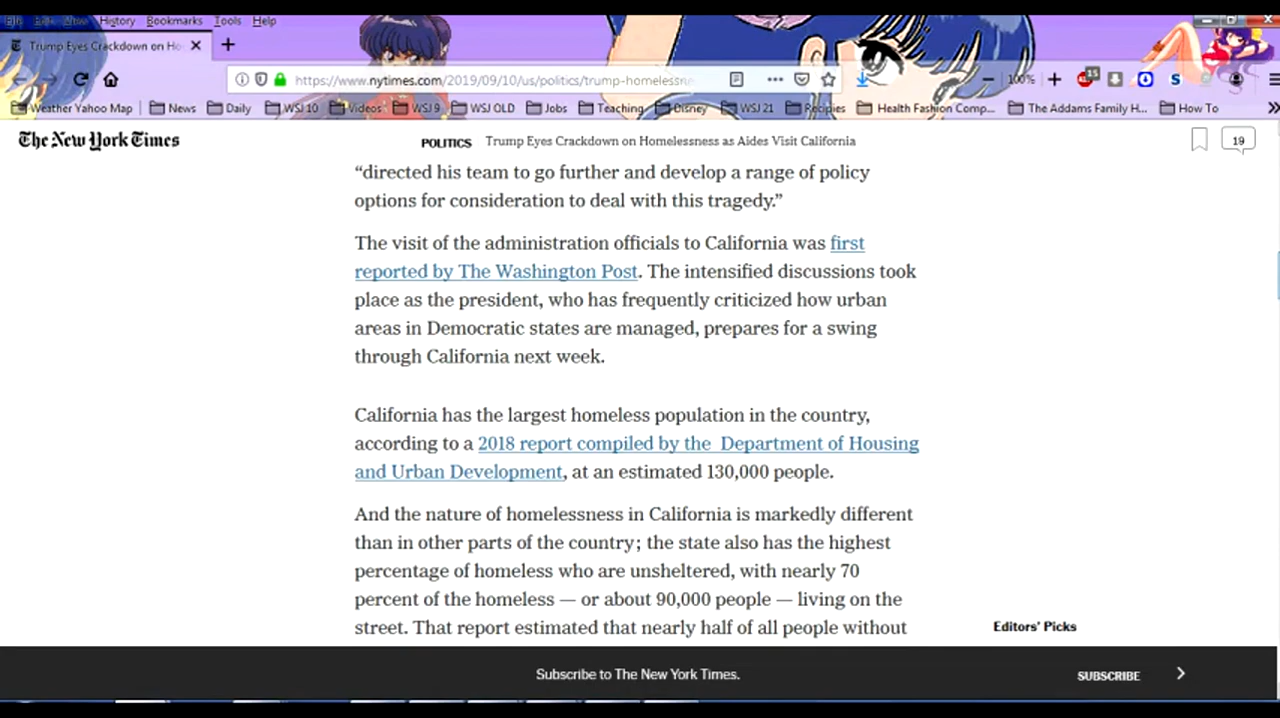 History Bookmarks Tools Help
Trump Eyes Crackdown on Ho
https://www.nytimes.com/2019/09/10/us/politics/trump-homelessne
100%
15
Weather Yahoo Map News Daily WSJ 10 Videos WSJ 9 WSJ OLD Jobs Teaching Disney WSJ 21 Recipies Health Fashion Comp... The Addams Family H... How To
The New York Times POLITICS Trump Eyes Crackdown on Homelessness as Aides Visit California 19
“directed his team to go further and develop a range of policy
options for consideration to deal with this tragedy.”
The visit of the administration officials to California was first
reported by The Washington Post. The intensified discussions took
place as the president, who has frequently criticized how urban
areas in Democratic states are managed, prepares for a swing
through California next week.
California has the largest homeless population in the country,
according to a 2018 report compiled by the Department of Housing
and Urban Development, at an estimated 130,000 people.
And the nature of homelessness in California is markedly different
than in other parts of the country; the state also has the highest
percentage of homeless who are unsheltered, with nearly 70
percent of the homeless — or about 90,000 people — living on the
street. That report estimated that nearly half of all people without
Editors’ Picks
Subscribe to The New York Times.
SUBSCRIBE